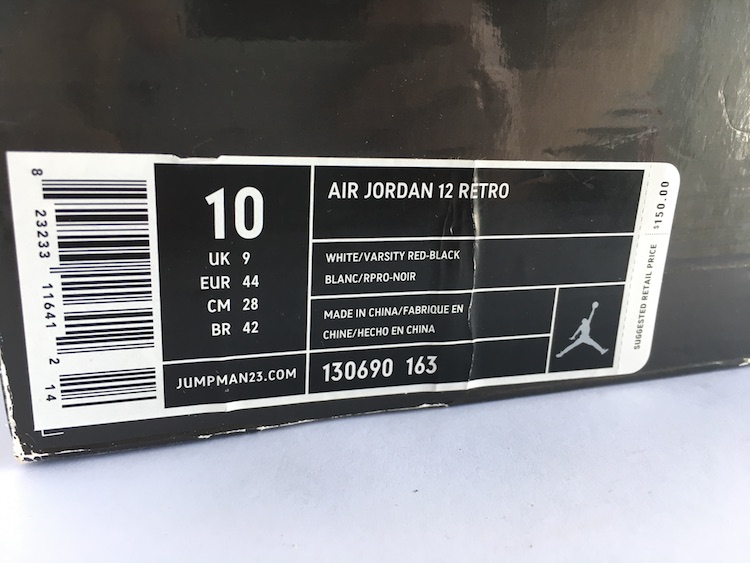 8 23233 11641 2 14
10
UK 9
EUR 44
CM 28
BR 42
JUMPMAN23.COM
AIR JORDAN 12 RETRO
WHITE/VARSITY RED-BLACK
BLANC/RPRO-NOIR
MADE IN CHINA/FABRIQUE EN
CHINE/HECHO EN CHINA
130690 163
SUGGESTED RETAIL PRICE $150.00